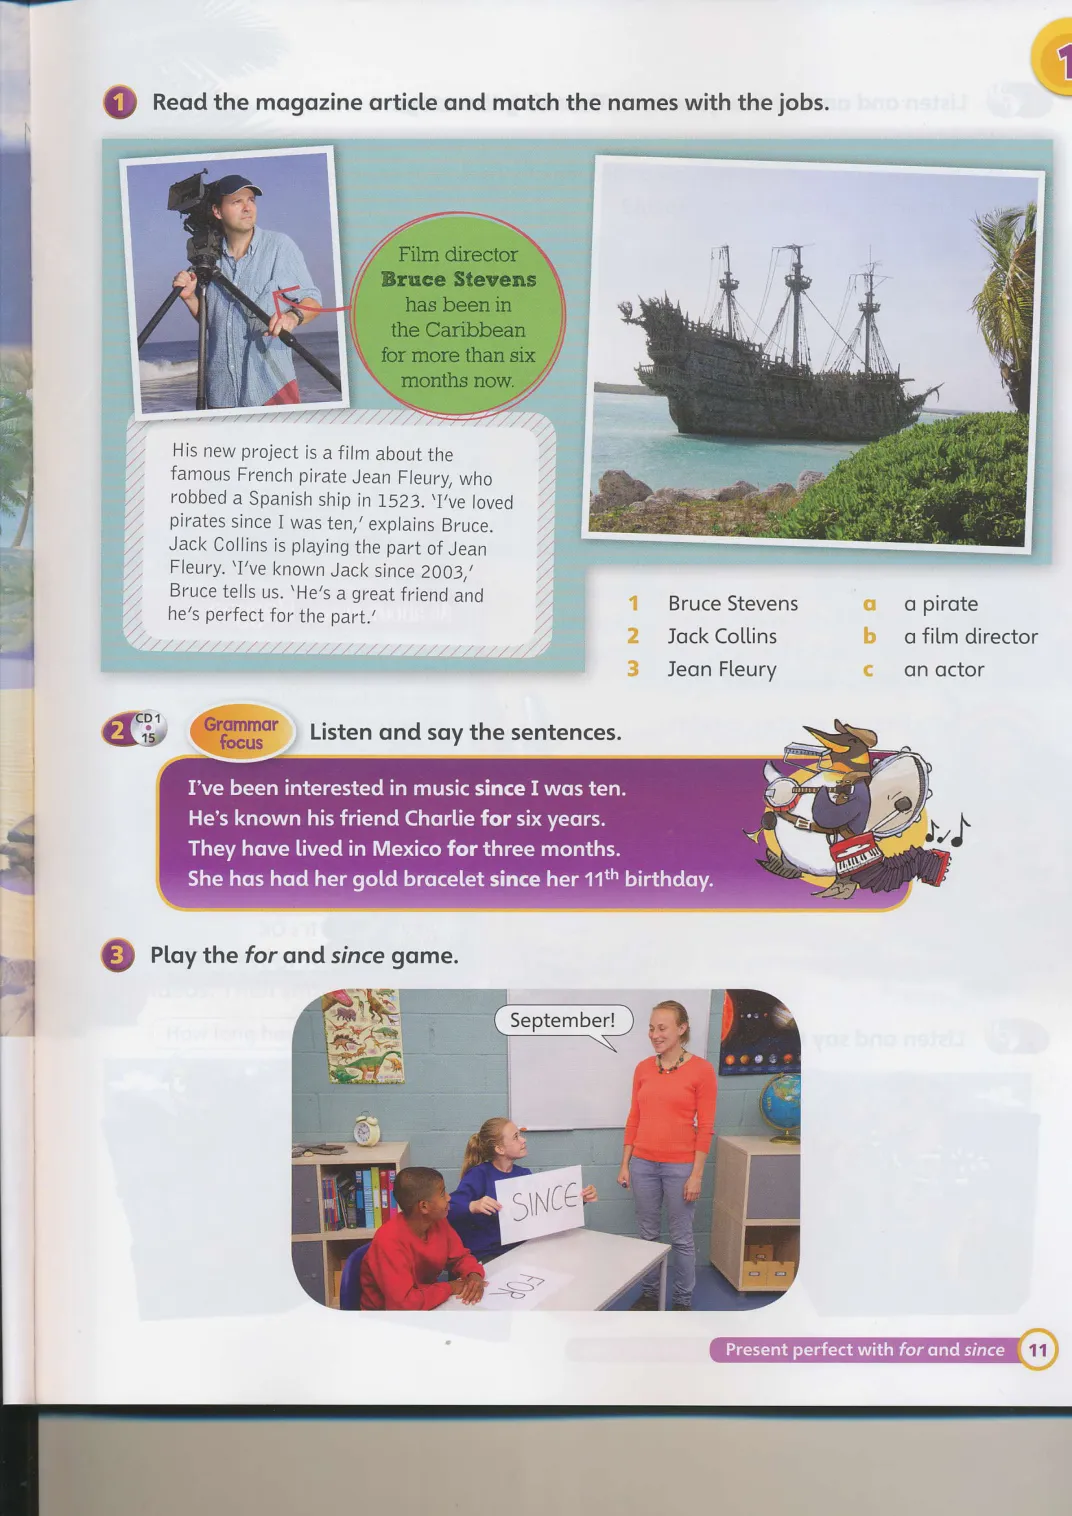 1
1 Read the magazine article and match the names with the jobs.
Film director
Bruce Stevens
has been in
the Caribbean
for more than six
months now.
His new project is a film about the
famous French pirate Jean Fleury, who
robbed a Spanish ship in 1523. ‘I’ve loved
pirates since I was ten,’ explains Bruce.
Jack Collins is playing the part of Jean
Fleury. ‘I’ve known Jack since 2003,’
Bruce tells us. ‘He’s a great friend and
he’s perfect for the part.’
1 Bruce Stevens a a pirate
2 Jack Collins b a film director
3 Jean Fleury c an actor
2 CD1 15 Grammar focus Listen and say the sentences.
I’ve been interested in music since I was ten.
He’s known his friend Charlie for six years.
They have lived in Mexico for three months.
She has had her gold bracelet since her 11th birthday.
3 Play the for and since game.
September!
SINCE
FOR
Present perfect with for and since 11